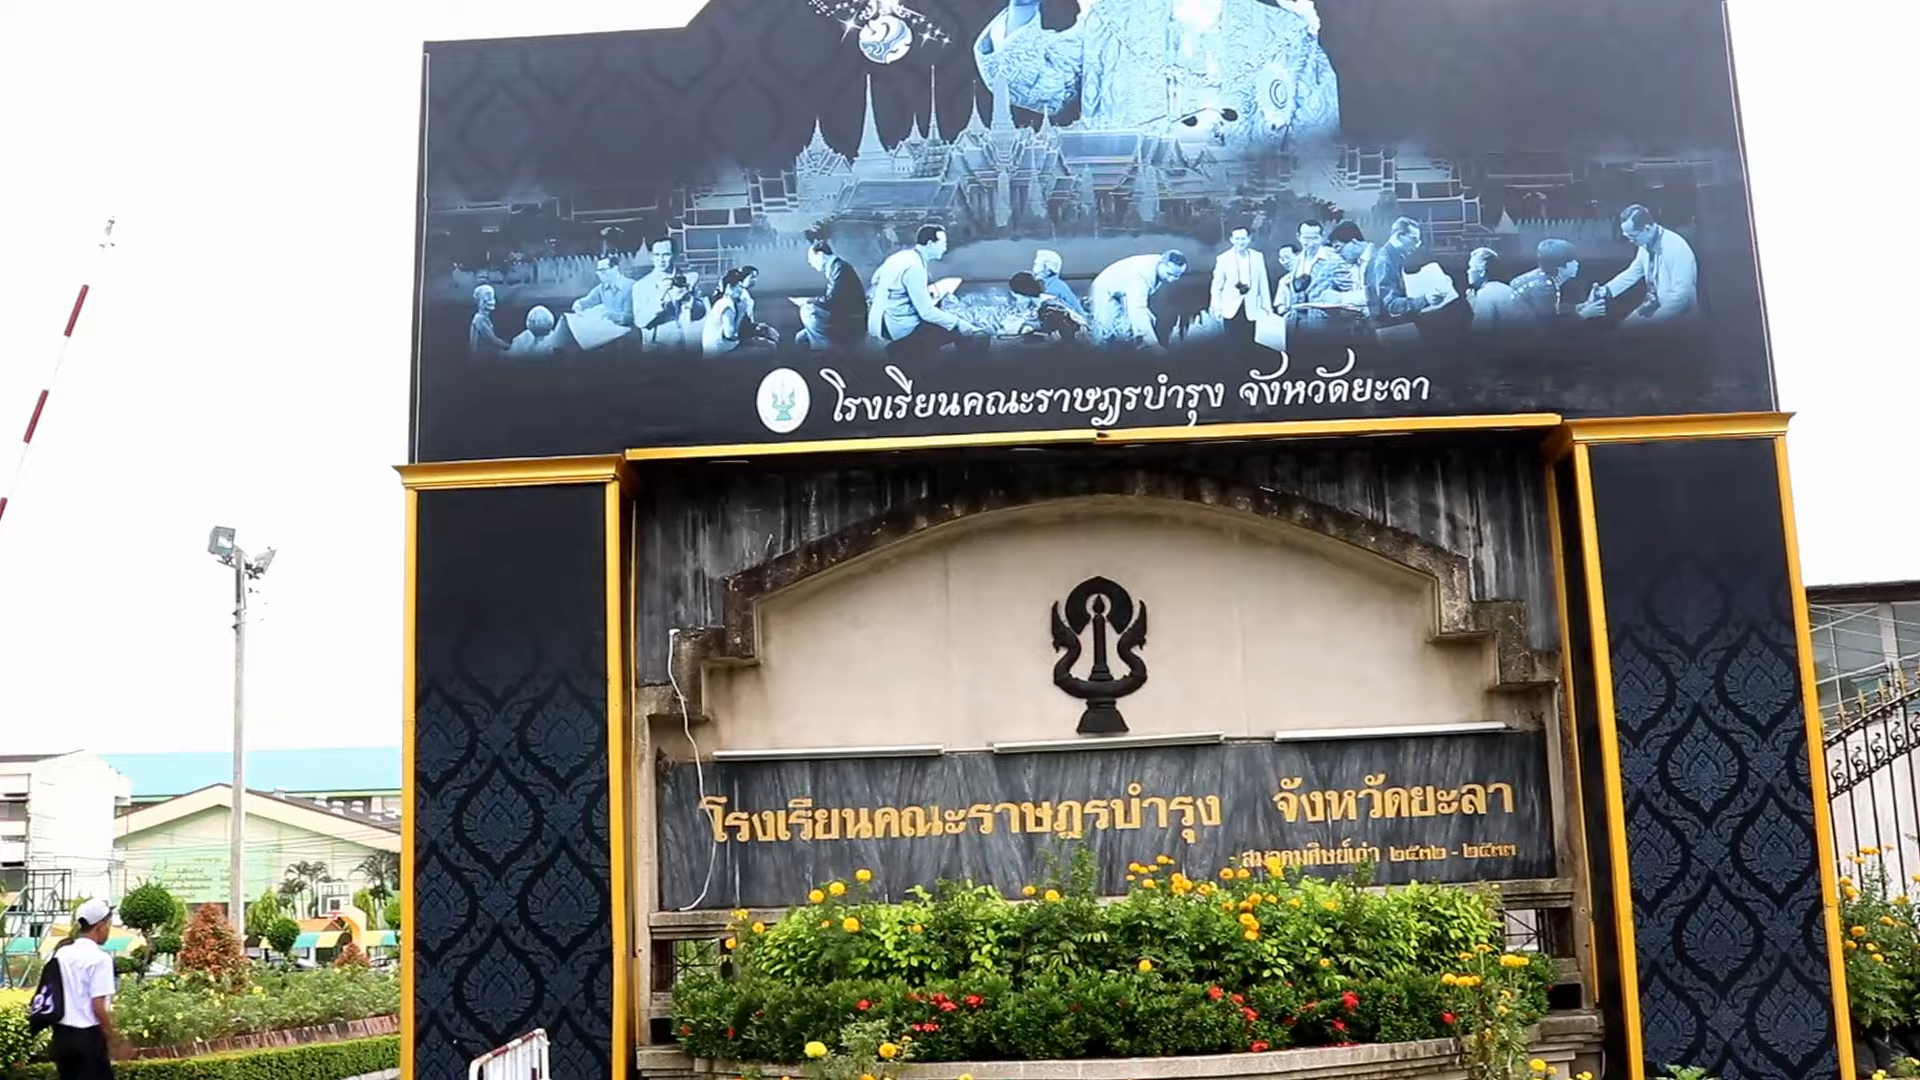 โรงเรียนคณะราษฎรบำรุง จังหวัดยะลา
โรงเรียนคณะราษฎรบำรุง จังหวัดยะลา
สมาคมศิษย์เก่า ๒๕๓๒ - ๒๕๓๓